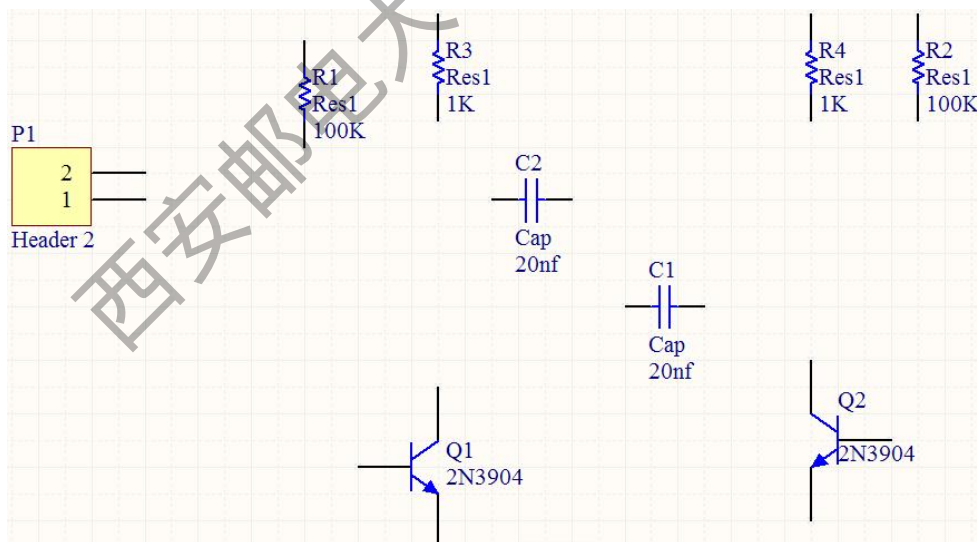 R3
Res1
1K
R4
Res1
1K
R2
Res1
100K
R1
Res1
100K
P1
2
1
Header 2
C2
Cap
20nf
C1
Cap
20nf
Q1
2N3904
Q2
2N3904
西安邮电大